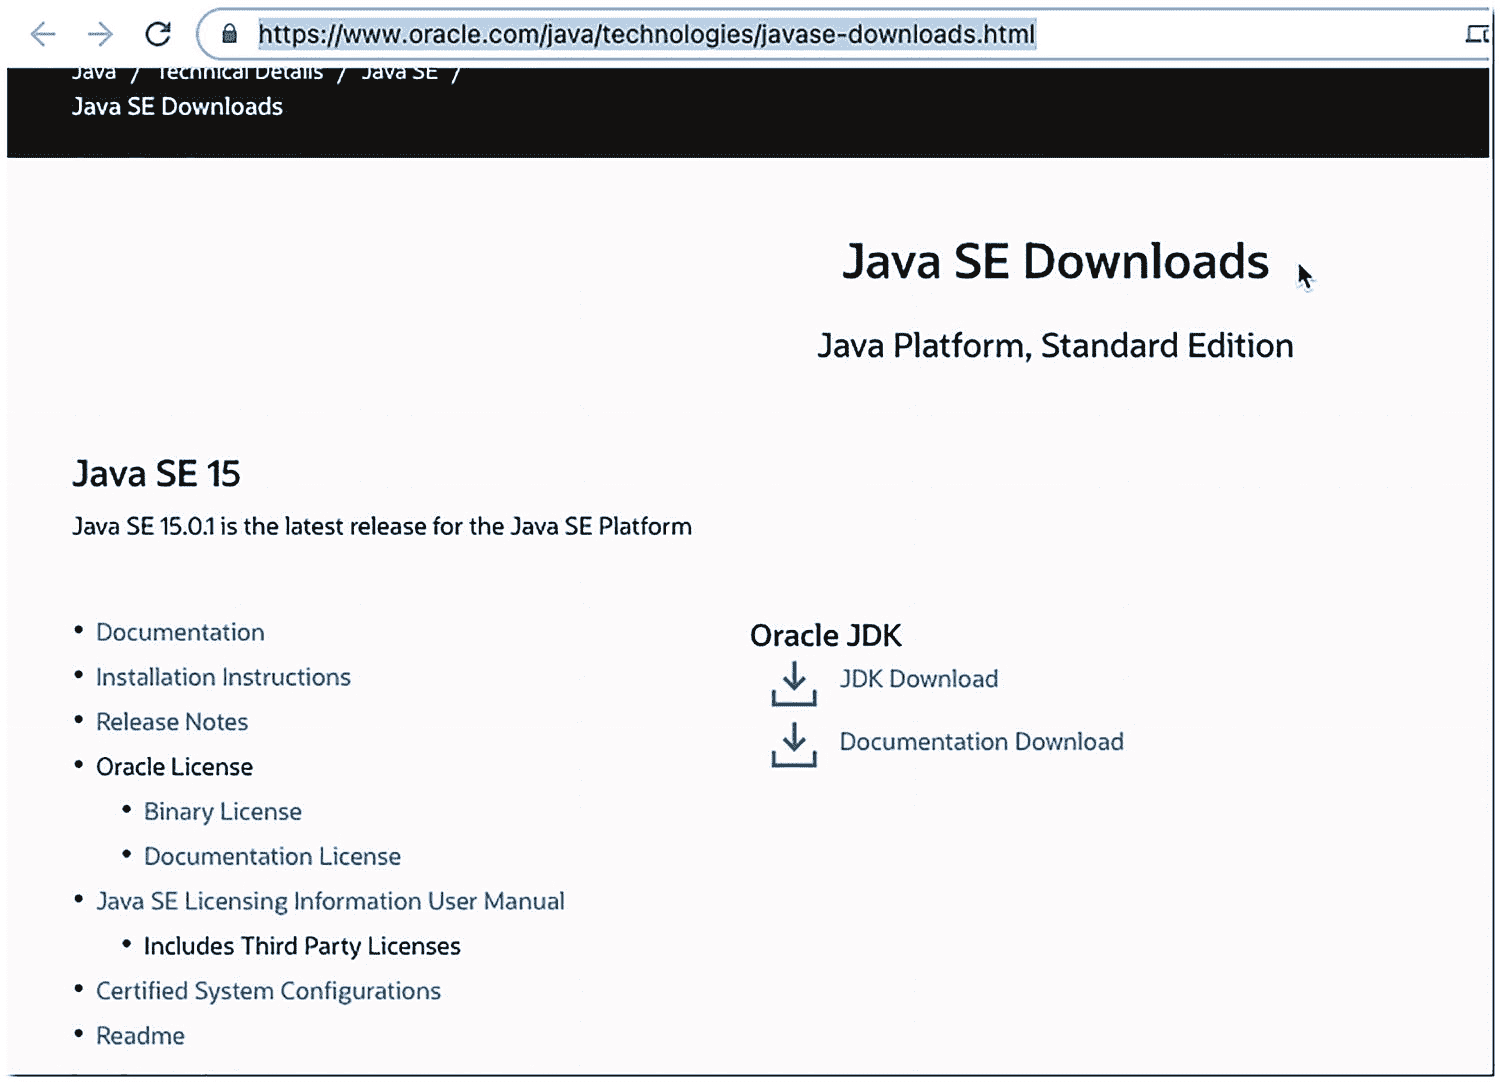 https://www.oracle.com/java/technologies/javase-downloads.html
Java / Technical Details / Java SE /
Java SE Downloads
Java SE Downloads
Java Platform, Standard Edition
Java SE 15
Java SE 15.0.1 is the latest release for the Java SE Platform
• Documentation
• Installation Instructions
• Release Notes
• Oracle License
• Binary License
• Documentation License
• Java SE Licensing Information User Manual
• Includes Third Party Licenses
• Certified System Configurations
• Readme
Oracle JDK
JDK Download
Documentation Download